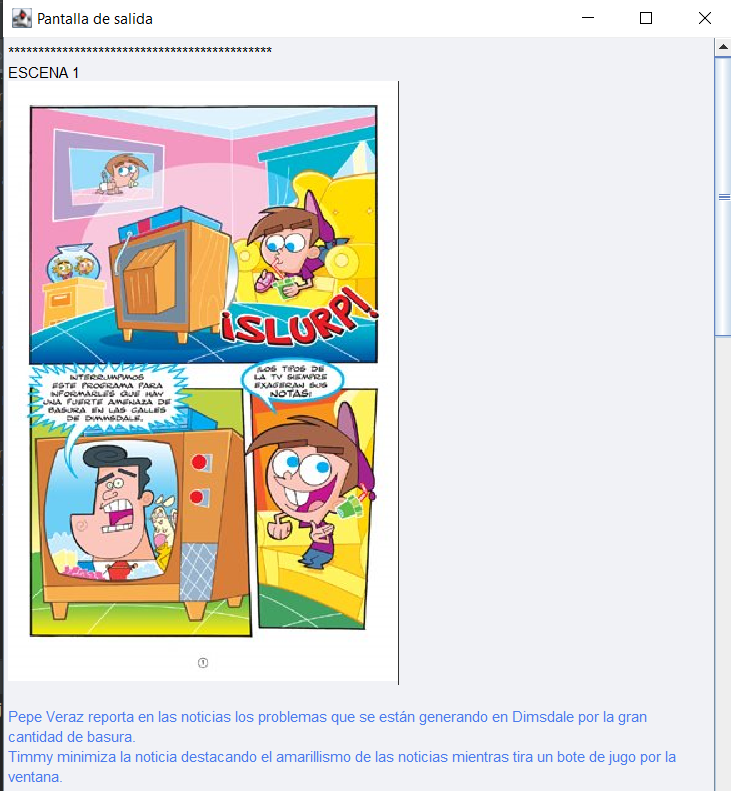 Pantalla de salida
********************************************
ESCENA 1
¡SLURP!
INTERRUMPIMOS
ESTE PROGRAMA PARA
INFORMARLES QUE HAY
UNA FUERTE AMENAZA DE
BASURA EN LAS CALLES
DE DIMMSDALE.
¡LOS TIPOS DE
LA TV SIEMPRE
EXAGERAN SUS
NOTAS!
1
Pepe Veraz reporta en las noticias los problemas que se están generando en Dimsdale por la gran
cantidad de basura.
Timmy minimiza la noticia destacando el amarillismo de las noticias mientras tira un bote de jugo por la
ventana.